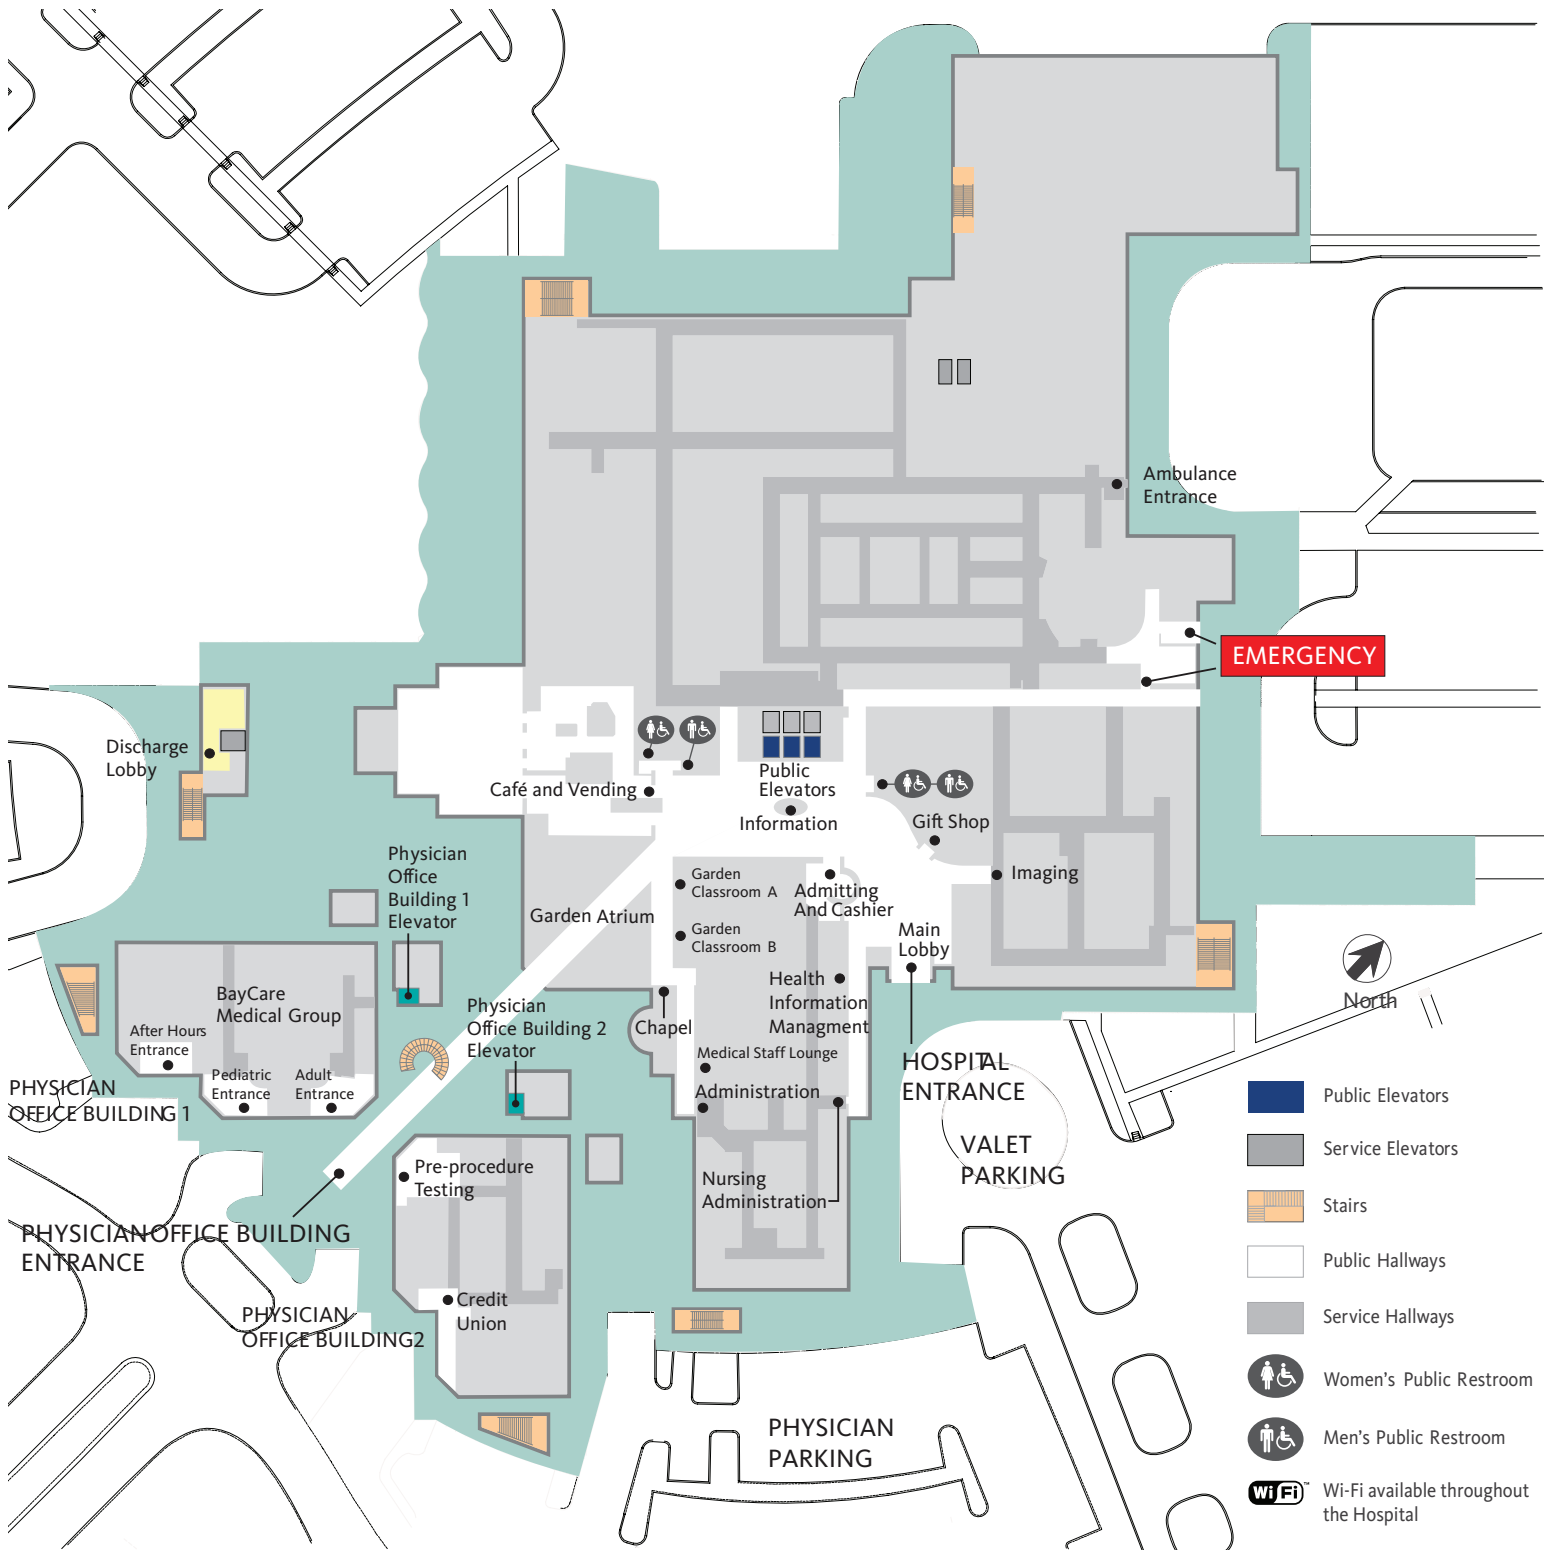 Ambulance
Entrance
EMERGENCY
Discharge
Lobby
Café and Vending
Public
Elevators
Information
Gift Shop
Physician
Office
Building 1
Elevator
Garden
Classroom A
Admitting
And Cashier
Imaging
Garden Atrium
Garden
Classroom B
Main
Lobby
Health
Information
Managment
North
BayCare
Medical Group
After Hours
Entrance
Pediatric
Entrance
Adult
Entrance
Physician
Office Building 2
Elevator
Chapel
Medical Staff Lounge
Administration
HOSPITAL
ENTRANCE
PHYSICIAN
OFFICE BUILDING 1
VALET
PARKING
Pre-procedure
Testing
Nursing
Administration
PHYSICIAN OFFICE BUILDING
ENTRANCE
Credit
Union
PHYSICIAN
OFFICE BUILDING 2
PHYSICIAN
PARKING
Public Elevators
Service Elevators
Stairs
Public Hallways
Service Hallways
Women's Public Restroom
Men's Public Restroom
WiFi™
Wi-Fi available throughout
the Hospital